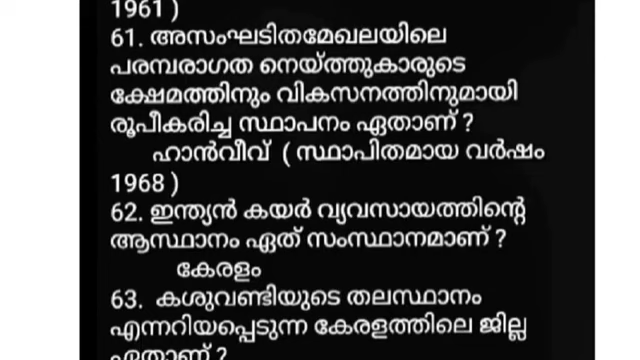 1961 )
61. അസംഘടിതമേഖലയിലെ
പരമ്പരാഗത നെയ്ത്തുകാരുടെ
ക്ഷേമത്തിനും വികസനത്തിനുമായി
രൂപീകരിച്ച സ്ഥാപനം ഏതാണ് ?
ഹാൻവീവ് ( സ്ഥാപിതമായ വർഷം
1968 )
62. ഇന്ത്യൻ കയർ വ്യവസായത്തിന്റെ
ആസ്ഥാനം ഏത് സംസ്ഥാനമാണ് ?
കേരളം
63. കശുവണ്ടിയുടെ തലസ്ഥാനം
എന്നറിയപ്പെടുന്ന കേരളത്തിലെ ജില്ല
ഏതാണ് ?